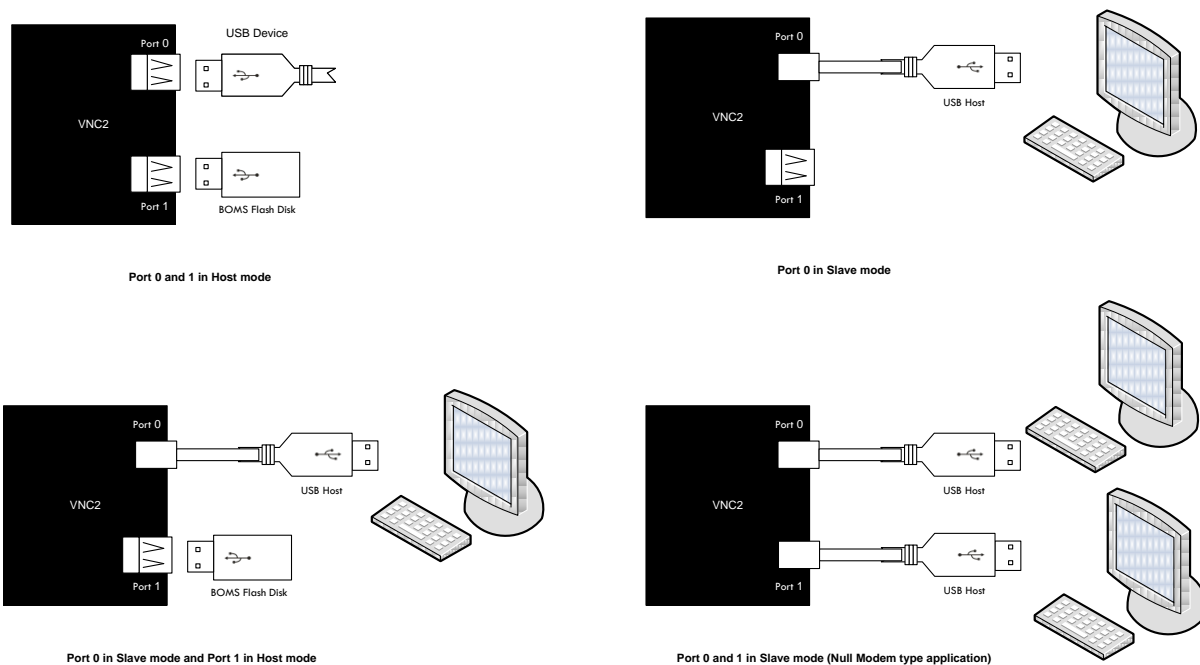 Port 0
USB Device
VNC2
Port 1
BOMS Flash Disk
Port 0 and 1 in Host mode
Port 0
USB Host
VNC2
Port 1
Port 0 in Slave mode
Port 0
USB Host
VNC2
Port 1
BOMS Flash Disk
Port 0 in Slave mode and Port 1 in Host mode
Port 0
USB Host
VNC2
Port 1
USB Host
Port 0 and 1 in Slave mode (Null Modem type application)